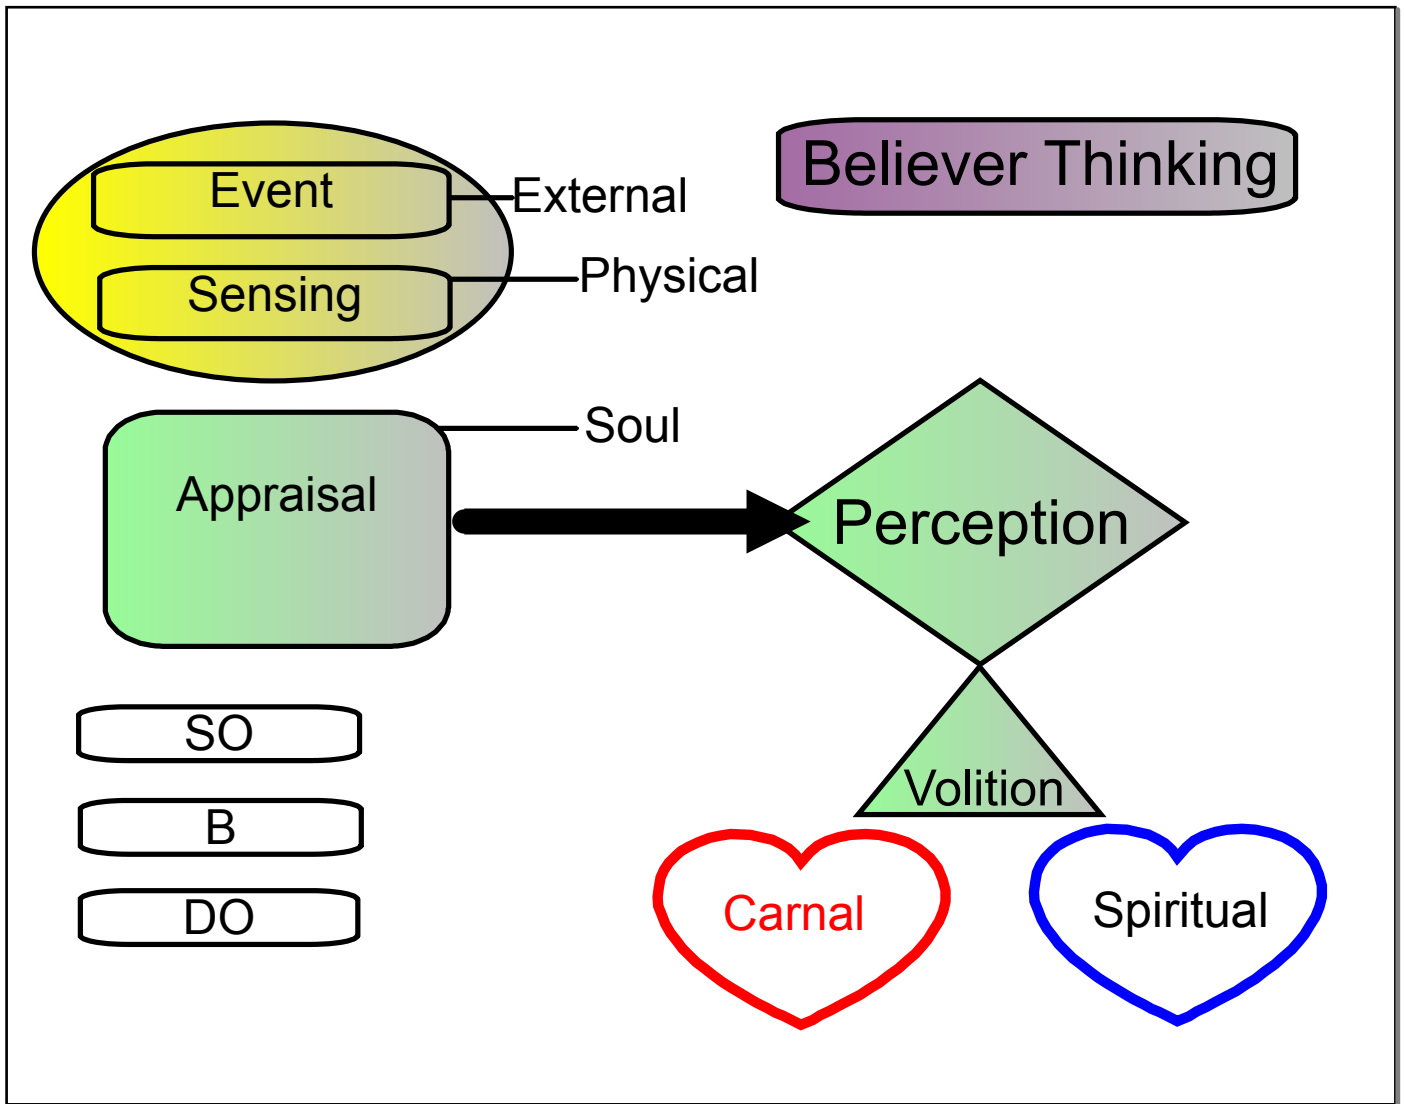 Believer Thinking
Event
External
Sensing
Physical
Soul
Appraisal
Perception
SO
Volition
B
DO
Carnal
Spiritual